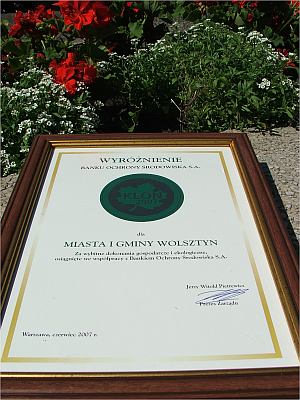 WYRÓŻNIENIE
BANKU OCHRONY ŚRODOWISKA S.A.
KLON
dla
MIASTA I GMINY WOLSZTYN
Za wybitne dokonania gospodarcze i ekologiczne,
osiągnięte we współpracy z Bankiem Ochrony Środowiska S.A.
Jerzy Witold Pietrewicz
Prezes Zarządu
Warszawa, czerwiec 2007 r.